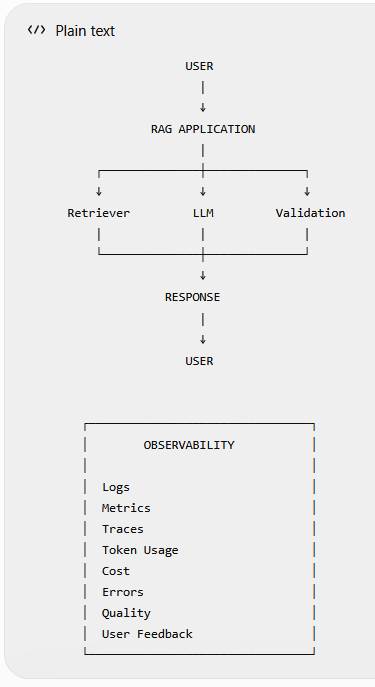 Plain text
USER
RAG APPLICATION
Retriever LLM Validation
RESPONSE
USER
OBSERVABILITY
Logs
Metrics
Traces
Token Usage
Cost
Errors
Quality
User Feedback